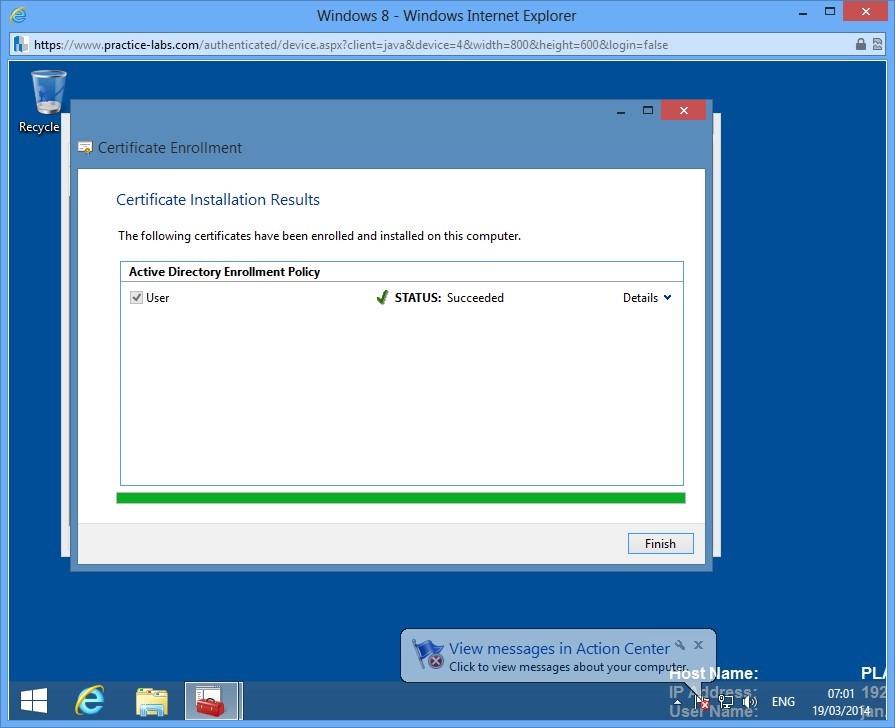 Windows 8 - Windows Internet Explorer
https://www.practice-labs.com/authenticated/device.aspx?client=java&device=4&width=800&height=600&login=false
Recycle
Certificate Enrollment
Certificate Installation Results
The following certificates have been enrolled and installed on this computer.
Active Directory Enrollment Policy
User
STATUS: Succeeded
Details
Finish
View messages in Action Center
Click to view messages about your computer.
Host Name:
PLA
IP Address:
192
User Name:
jan
ENG
07:01
19/03/2014